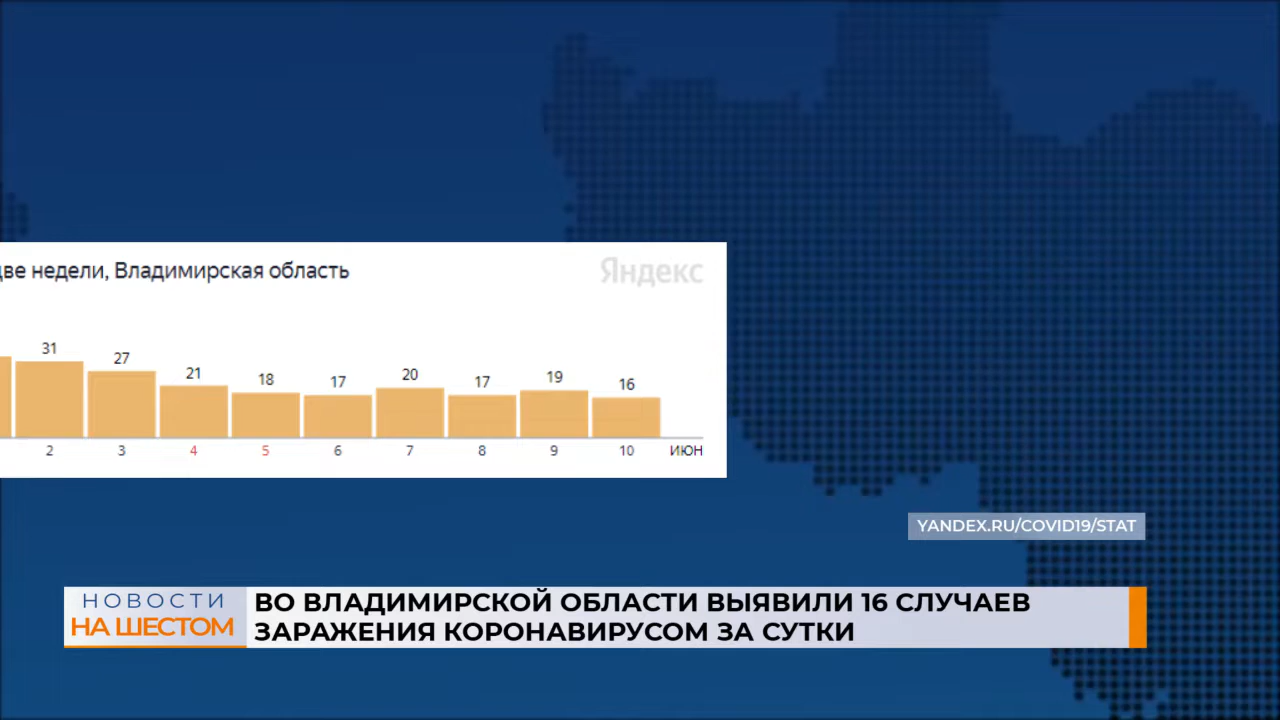 две недели, Владимирская область
Яндекс
31 27 21 18 17 20 17 19 16
2 3 4 5 6 7 8 9 10 ИЮН
YANDEX.RU/COVID19/STAT
НОВОСТИ
НА ШЕСТОМ
ВО ВЛАДИМИРСКОЙ ОБЛАСТИ ВЫЯВИЛИ 16 СЛУЧАЕВ
ЗАРАЖЕНИЯ КОРОНАВИРУСОМ ЗА СУТКИ